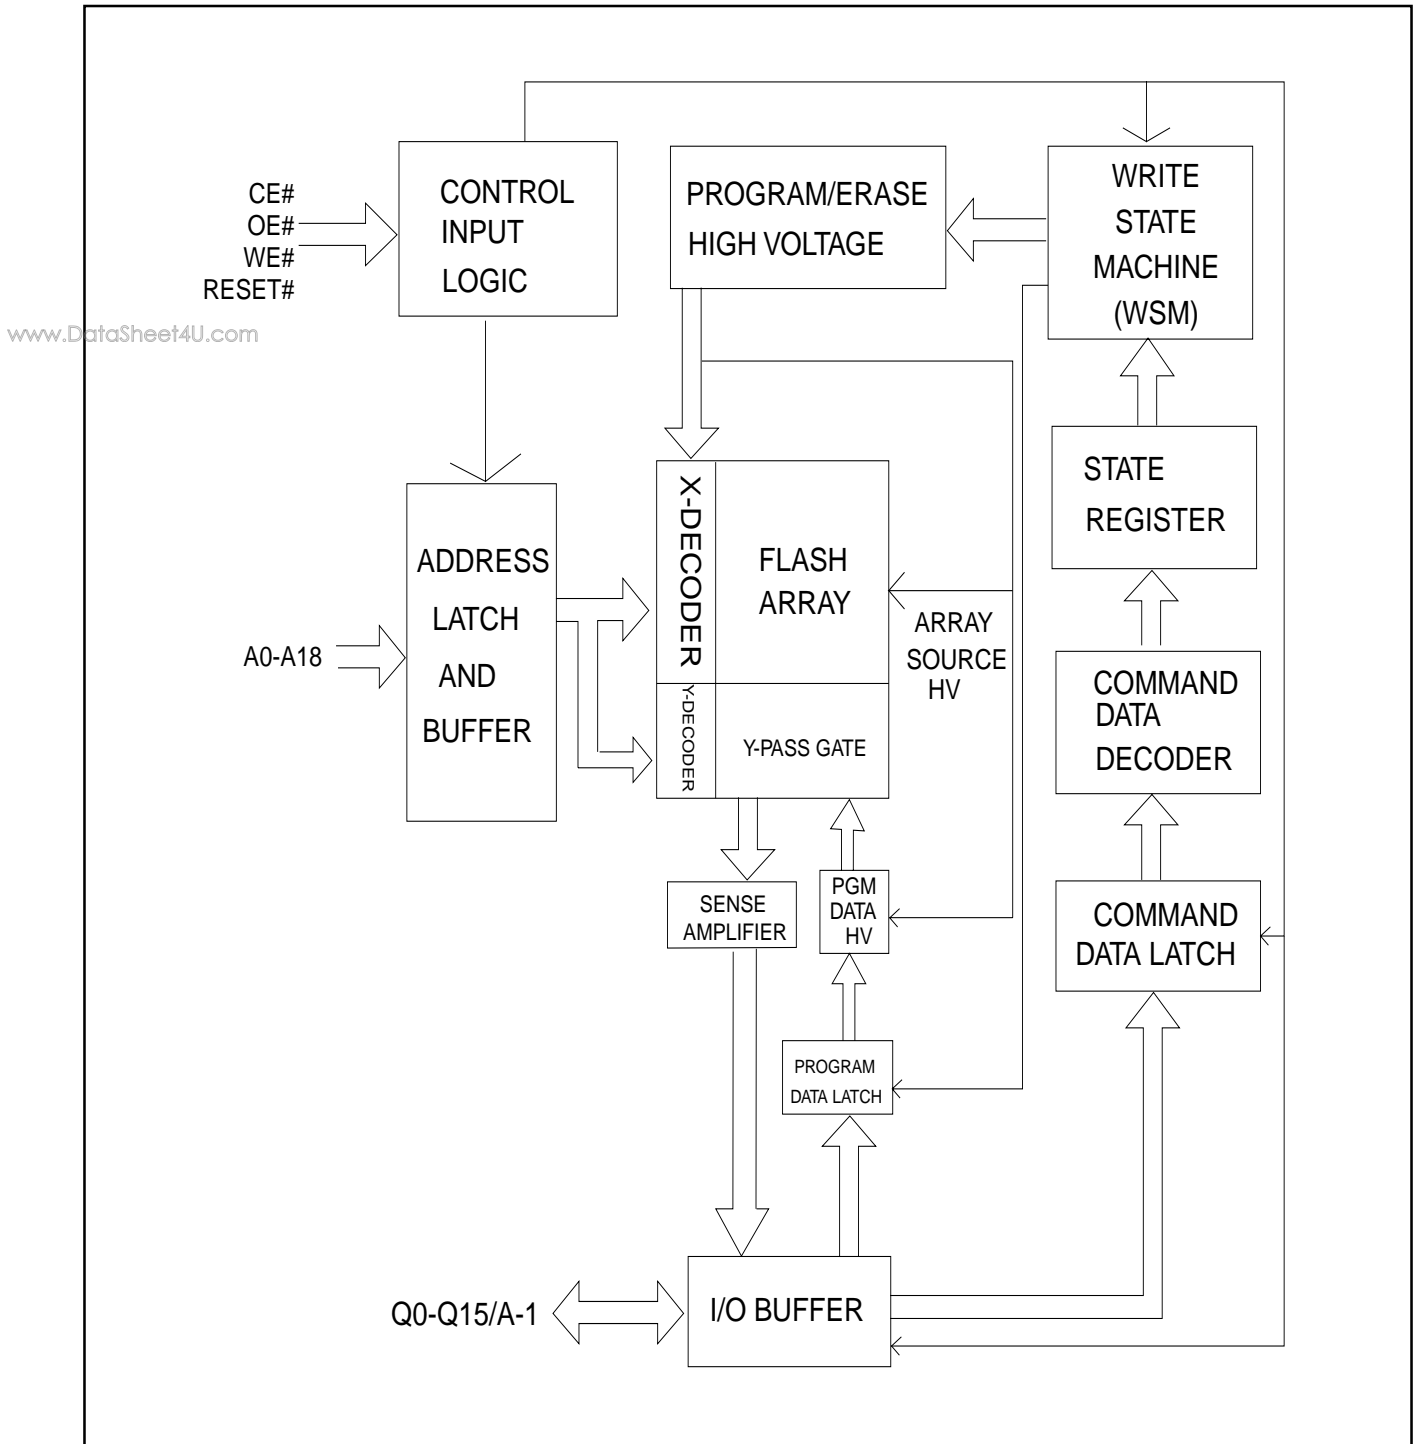 CE#
OE#
WE#
RESET#
CONTROL
INPUT
LOGIC
PROGRAM/ERASE
HIGH VOLTAGE
WRITE
STATE
MACHINE
(WSM)
www.DataSheet4U.com
STATE
REGISTER
ADDRESS
LATCH
AND
BUFFER
A0-A18
X-DECODER
FLASH
ARRAY
ARRAY
SOURCE
HV
Y-DECODER
Y-PASS GATE
COMMAND
DATA
DECODER
SENSE
AMPLIFIER
PGM
DATA
HV
COMMAND
DATA LATCH
PROGRAM
DATA LATCH
Q0-Q15/A-1
I/O BUFFER